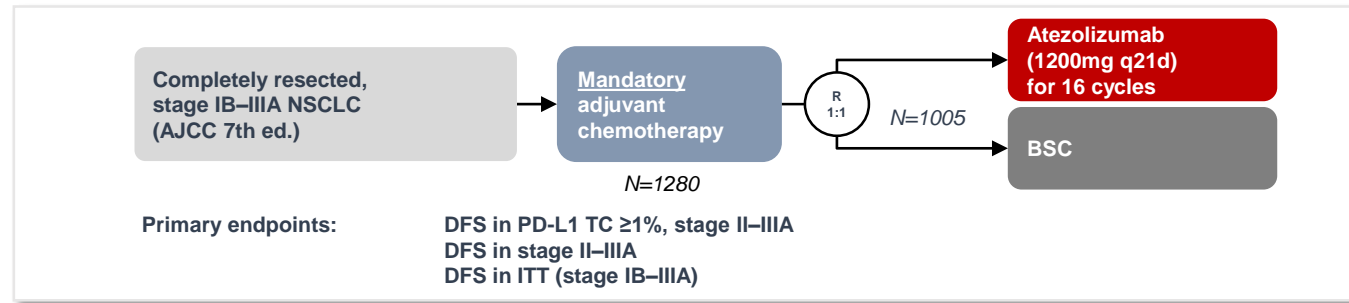 Completely resected,
stage IB–IIIA NSCLC
(AJCC 7th ed.)
Mandatory
adjuvant
chemotherapy
N=1280
R
1:1
N=1005
Atezolizumab
(1200mg q21d)
for 16 cycles
BSC
Primary endpoints: DFS in PD-L1 TC ≥1%, stage II–IIIA
DFS in stage II–IIIA
DFS in ITT (stage IB–IIIA)